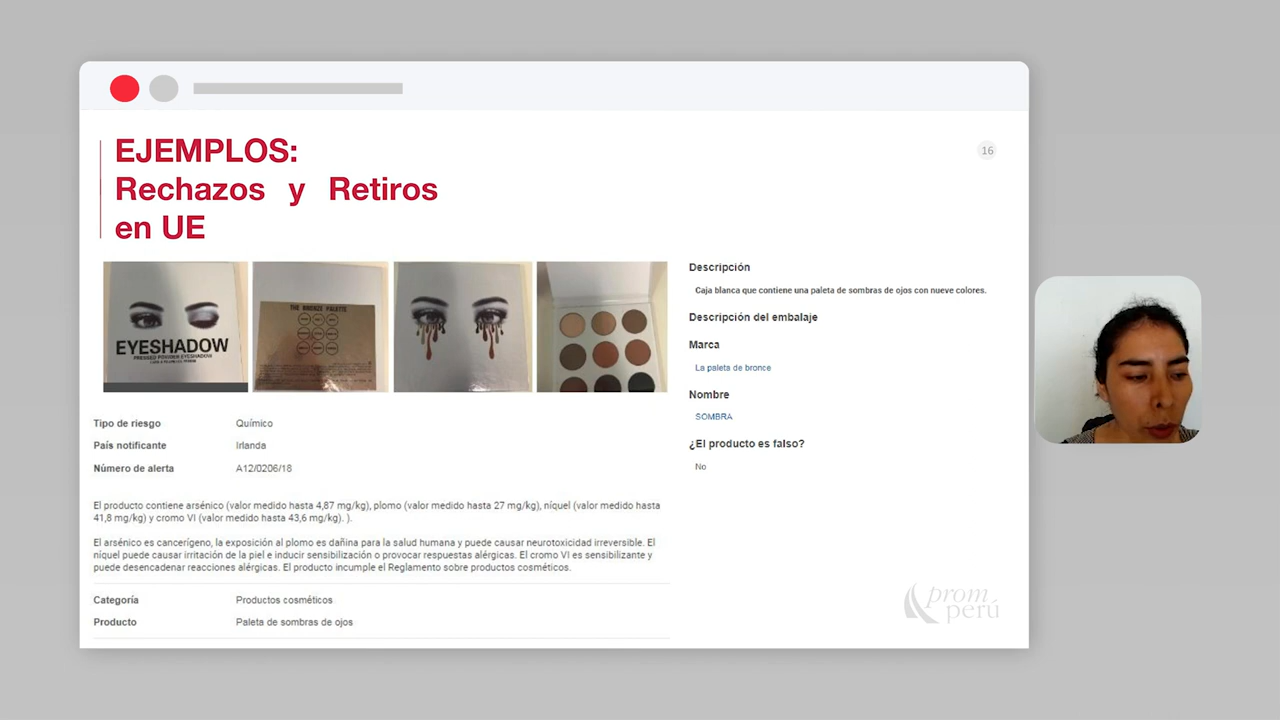 EJEMPLOS:
Rechazos y Retiros
en UE
16
EYESHADOW
PRESSED POWDER EYESHADOW
THE BRONZE PALETTE
Descripción
Caja blanca que contiene una paleta de sombras de ojos con nueve colores.
Descripción del embalaje
Marca
La paleta de bronce
Nombre
SOMBRA
¿El producto es falso?
No
Tipo de riesgo Químico
País notificante Irlanda
Número de alerta A12/0206/18
El producto contiene arsénico (valor medido hasta 4,87 mg/kg), plomo (valor medido hasta 27 mg/kg), níquel (valor medido hasta
41,8 mg/kg) y cromo VI (valor medido hasta 43,6 mg/kg). ).
El arsénico es cancerígeno, la exposición al plomo es dañina para la salud humana y puede causar neurotoxicidad irreversible. El
níquel puede causar irritación de la piel e inducir sensibilización o provocar respuestas alérgicas. El cromo VI es sensibilizante y
puede desencadenar reacciones alérgicas. El producto incumple el Reglamento sobre productos cosméticos.
Categoría Productos cosméticos
Producto Paleta de sombras de ojos
prom
perú